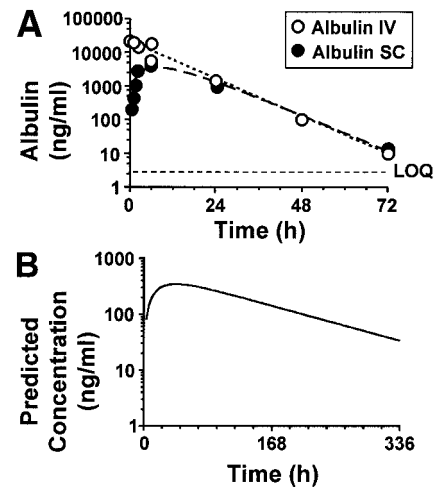 A
Albulin IV
Albulin SC
Albulin
(ng/ml)
100000
10000
1000
100
10
1
LOQ
0
24
48
72
Time (h)
B
Predicted
Concentration
(ng/ml)
1000
100
10
1
0
168
336
Time (h)